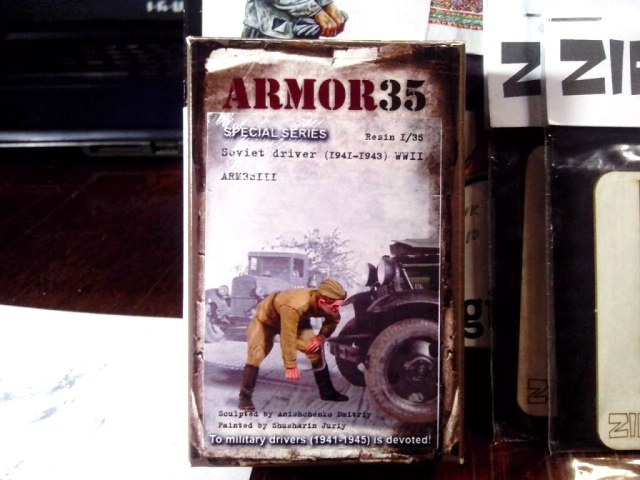 ARMOR35
SPECIAL SERIES
Resin 1/35
Soviet driver (1941-1943) WWII
ARM35111
Sculpted by Anishchenko Dmitriy
Painted by Shusharin Juriy
To military drivers (1941-1945) is devoted!